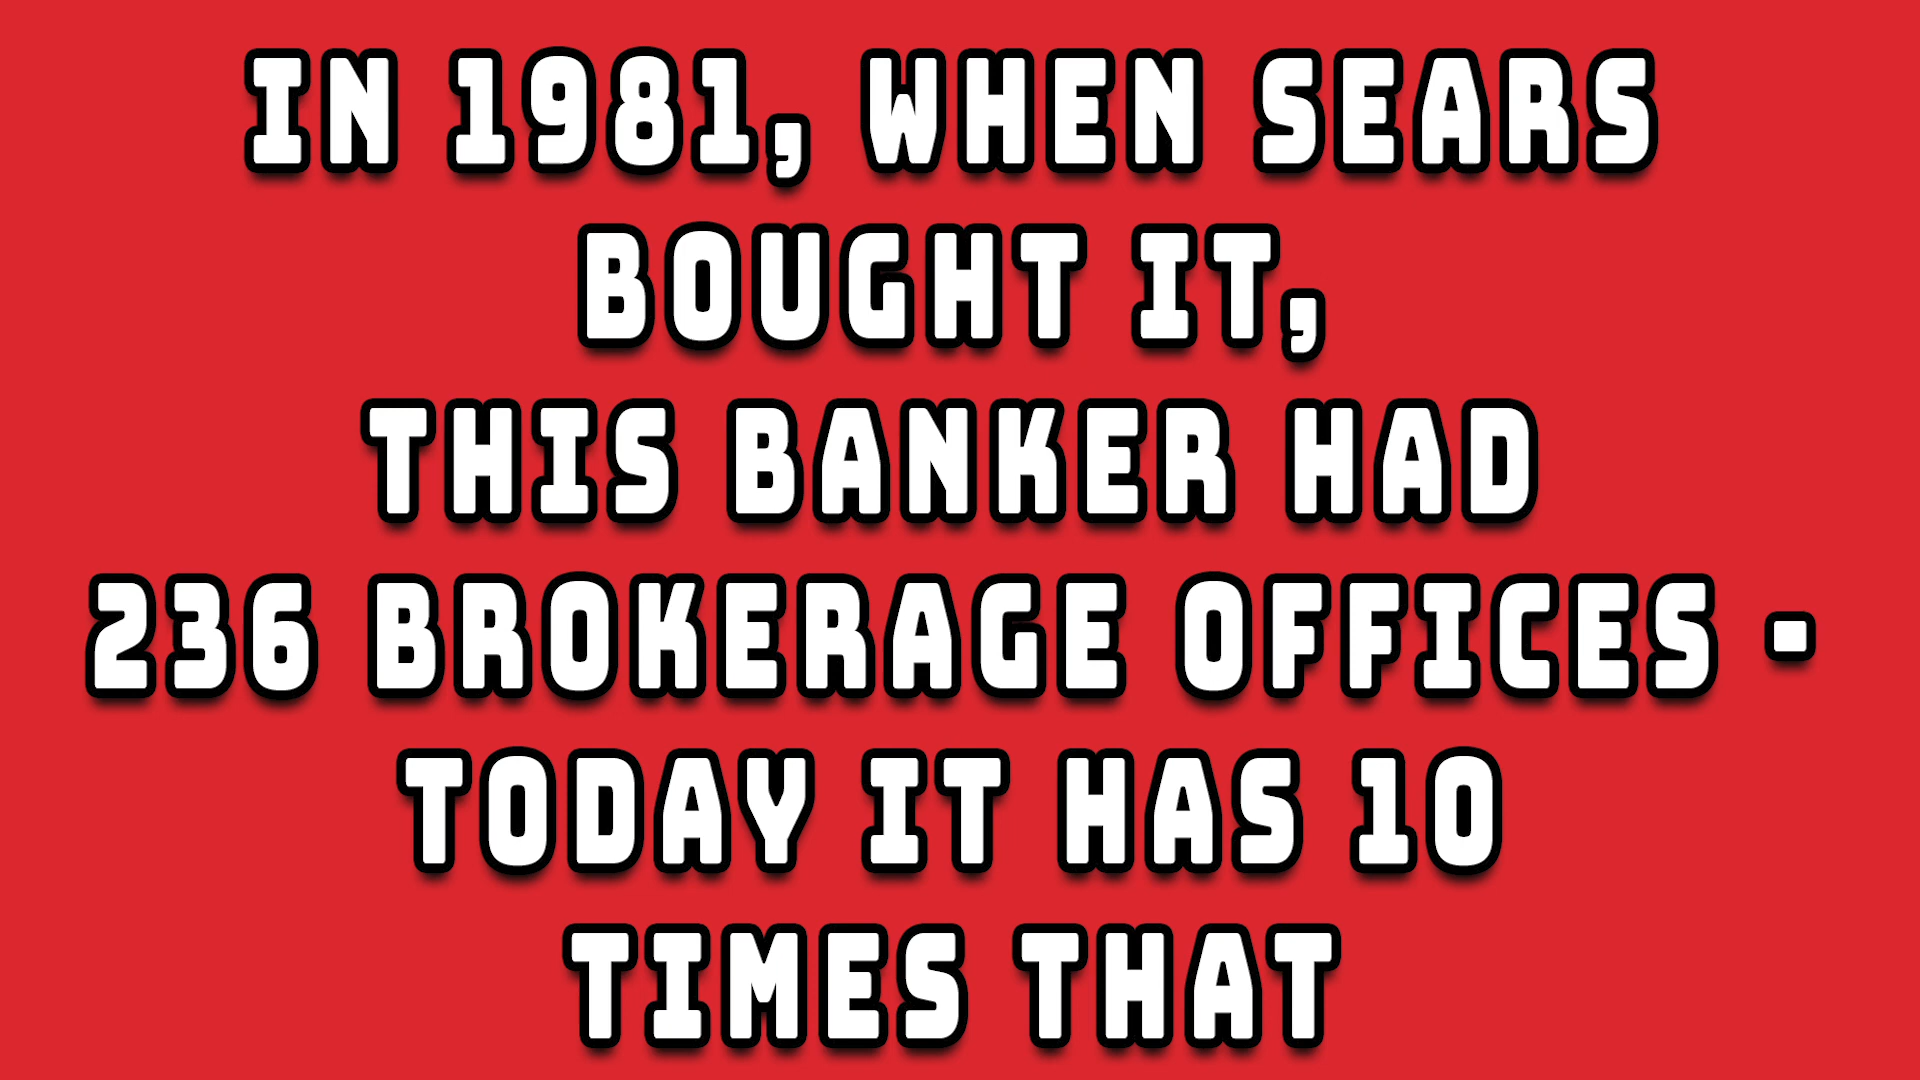 IN 1981, WHEN SEARS
BOUGHT IT,
THIS BANKER HAD
236 BROKERAGE OFFICES -
TODAY IT HAS 10
TIMES THAT